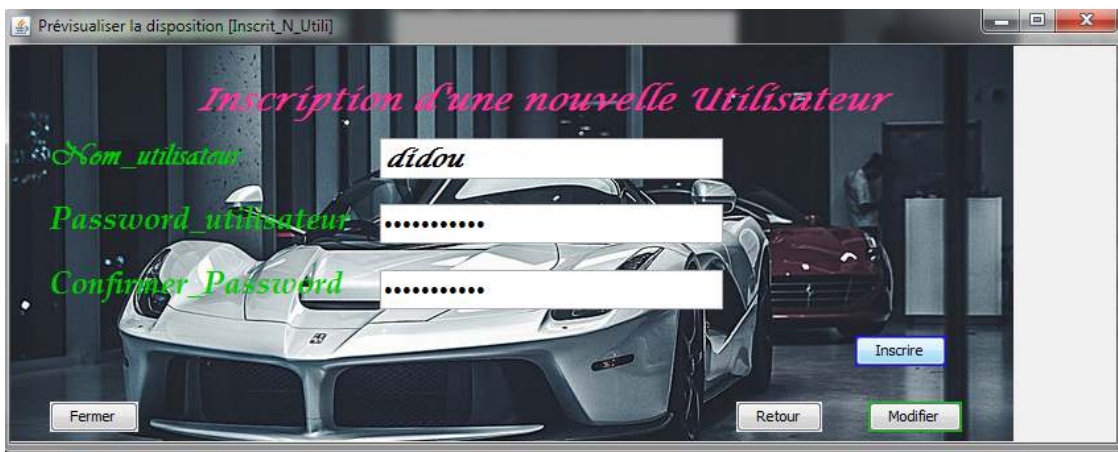 Prévisualiser la disposition [Inscrit_N_Utili]
Inscription d'une nouvelle Utilisateur
Nom_utilisateur
didou
Password_utilisateur
•••••••••••
Confirmer_Password
•••••••••••
Inscrire
Fermer
Retour
Modifier